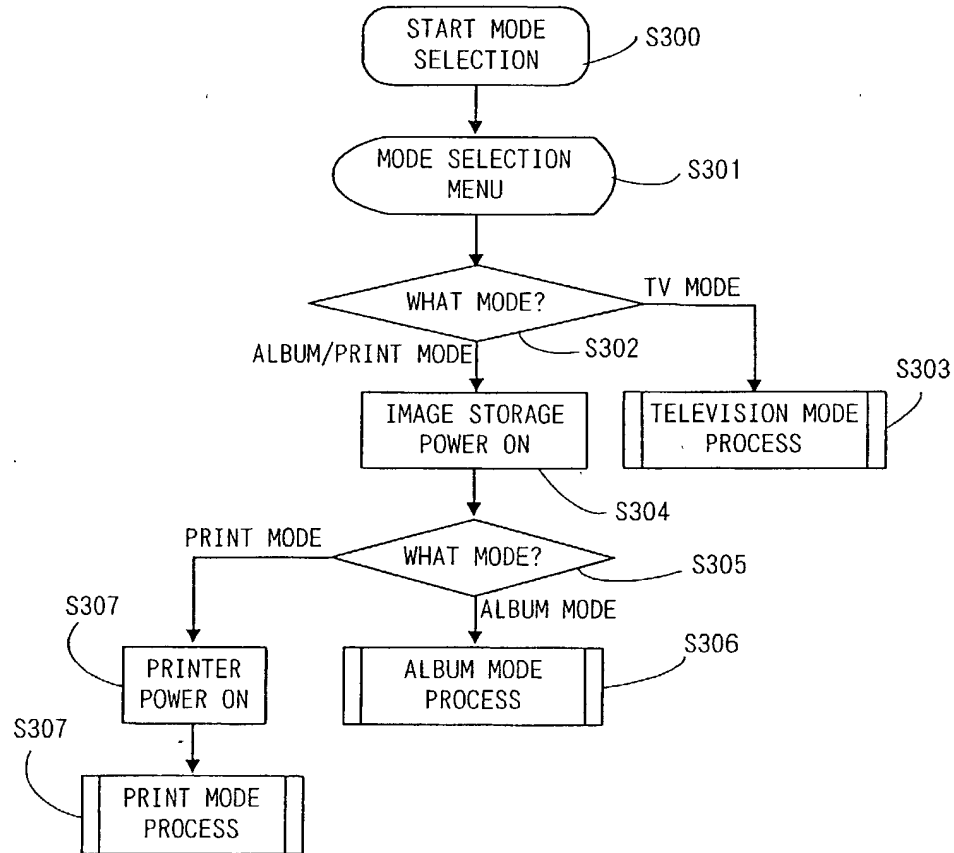 START MODE
SELECTION
S300
MODE SELECTION
MENU
S301
WHAT MODE?
TV MODE
S302
ALBUM/PRINT MODE
S303
IMAGE STORAGE
POWER ON
TELEVISION MODE
PROCESS
S304
PRINT MODE
WHAT MODE?
S305
ALBUM MODE
S307
PRINTER
POWER ON
ALBUM MODE
PROCESS
S306
S307
PRINT MODE
PROCESS